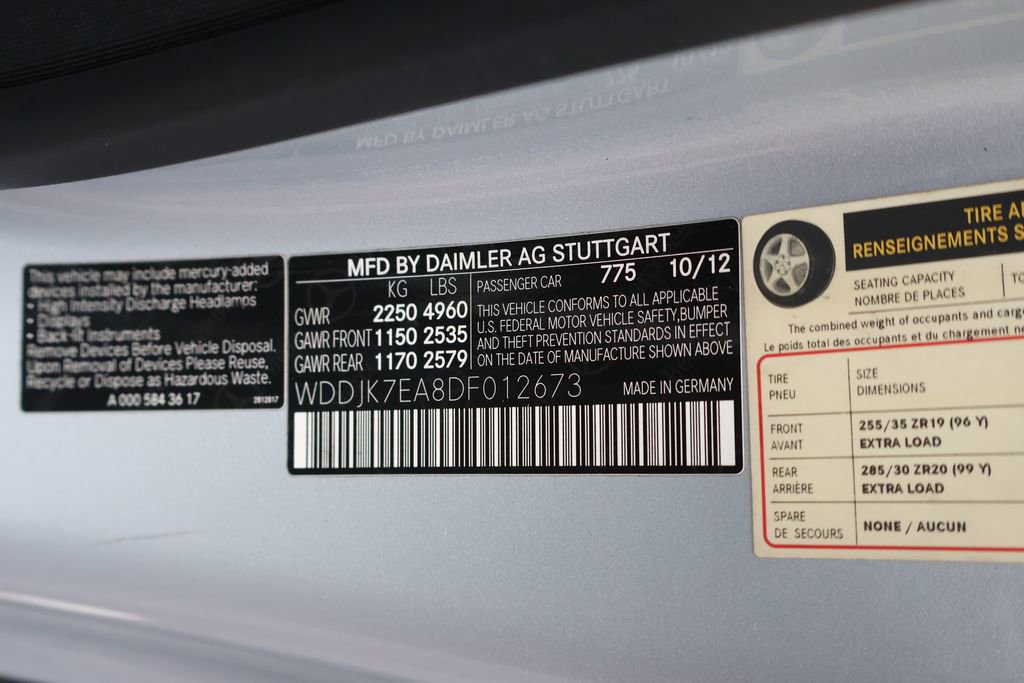 This vehicle may include mercury-added
devices installed by the manufacturer:
• High Intensity Discharge Headlamps
• Displays
• Back-lit Instruments
Remove Devices Before Vehicle Disposal.
Upon Removal of Devices Please Reuse,
Recycle or Dispose as Hazardous Waste.
A 000 584 36 17
MFD BY DAIMLER AG STUTTGART
KG LBS PASSENGER CAR 775 10/12
GVWR 2250 4960
GAWR FRONT 1150 2535
GAWR REAR 1170 2579
THIS VEHICLE CONFORMS TO ALL APPLICABLE
U.S. FEDERAL MOTOR VEHICLE SAFETY,BUMPER
AND THEFT PREVENTION STANDARDS IN EFFECT
ON THE DATE OF MANUFACTURE SHOWN ABOVE
WDDJK7EA8DF012673 MADE IN GERMANY
TIRE
RENSEIGNEMENTS S
SEATING CAPACITY
NOMBRE DE PLACES
The combined weight of occupants and carg
Le poids total des occupants et du chargement ne
TIRE
PNEU
SIZE
DIMENSIONS
FRONT
AVANT
255/35 ZR19 (96 Y)
EXTRA LOAD
REAR
ARRIÈRE
285/30 ZR20 (99 Y)
EXTRA LOAD
SPARE
DE SECOURS
NONE / AUCUN